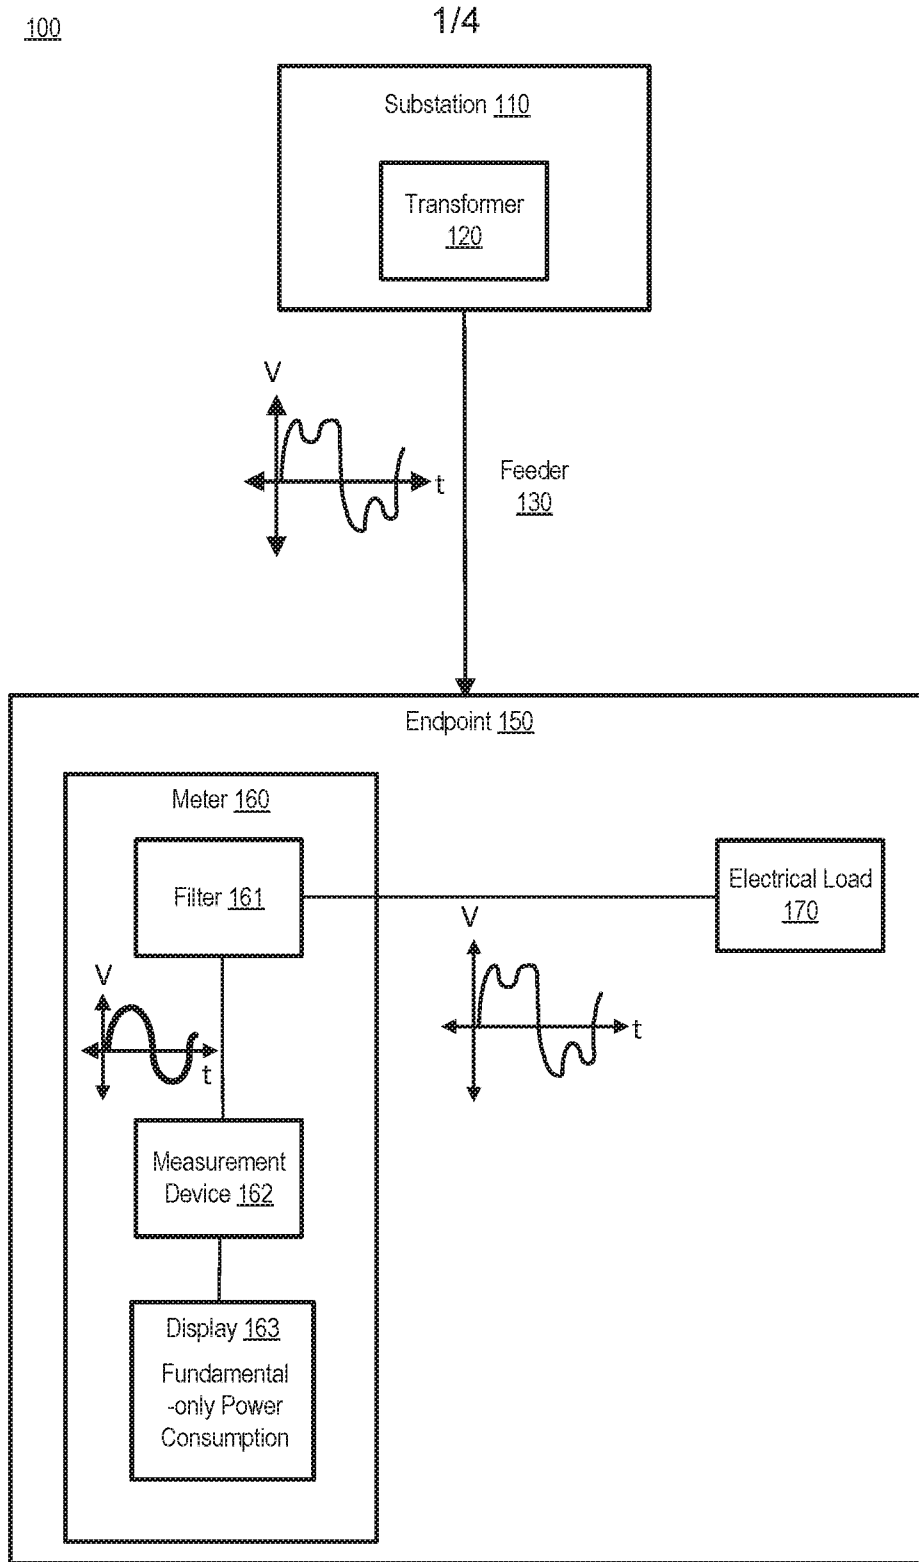 100
1/4
Substation 110
Transformer
120
V
t
Feeder
130
Endpoint 150
Meter 160
Filter 161
Electrical Load
170
V
t
V
t
Measurement
Device 162
Display 163
Fundamental
-only Power
Consumption